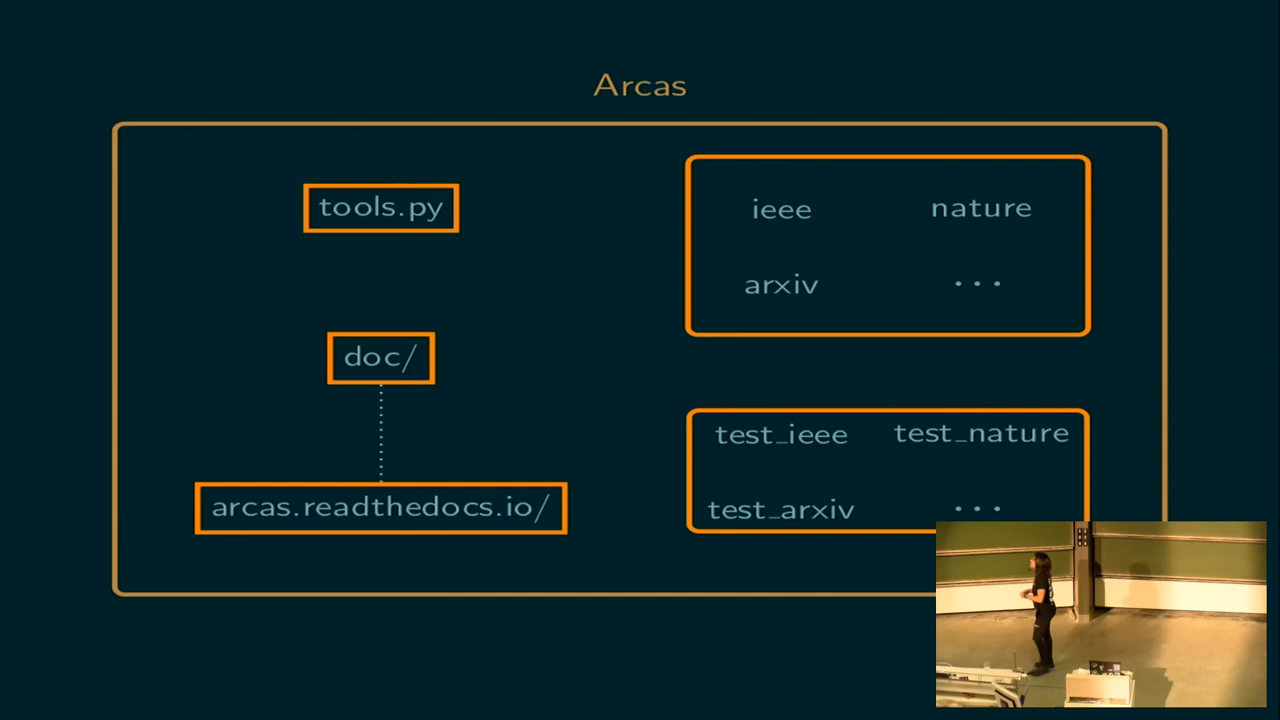 Arcas
tools.py
ieee nature
arxiv ...
doc/
test_ieee test_nature
arcas.readthedocs.io/
test_arxiv ...